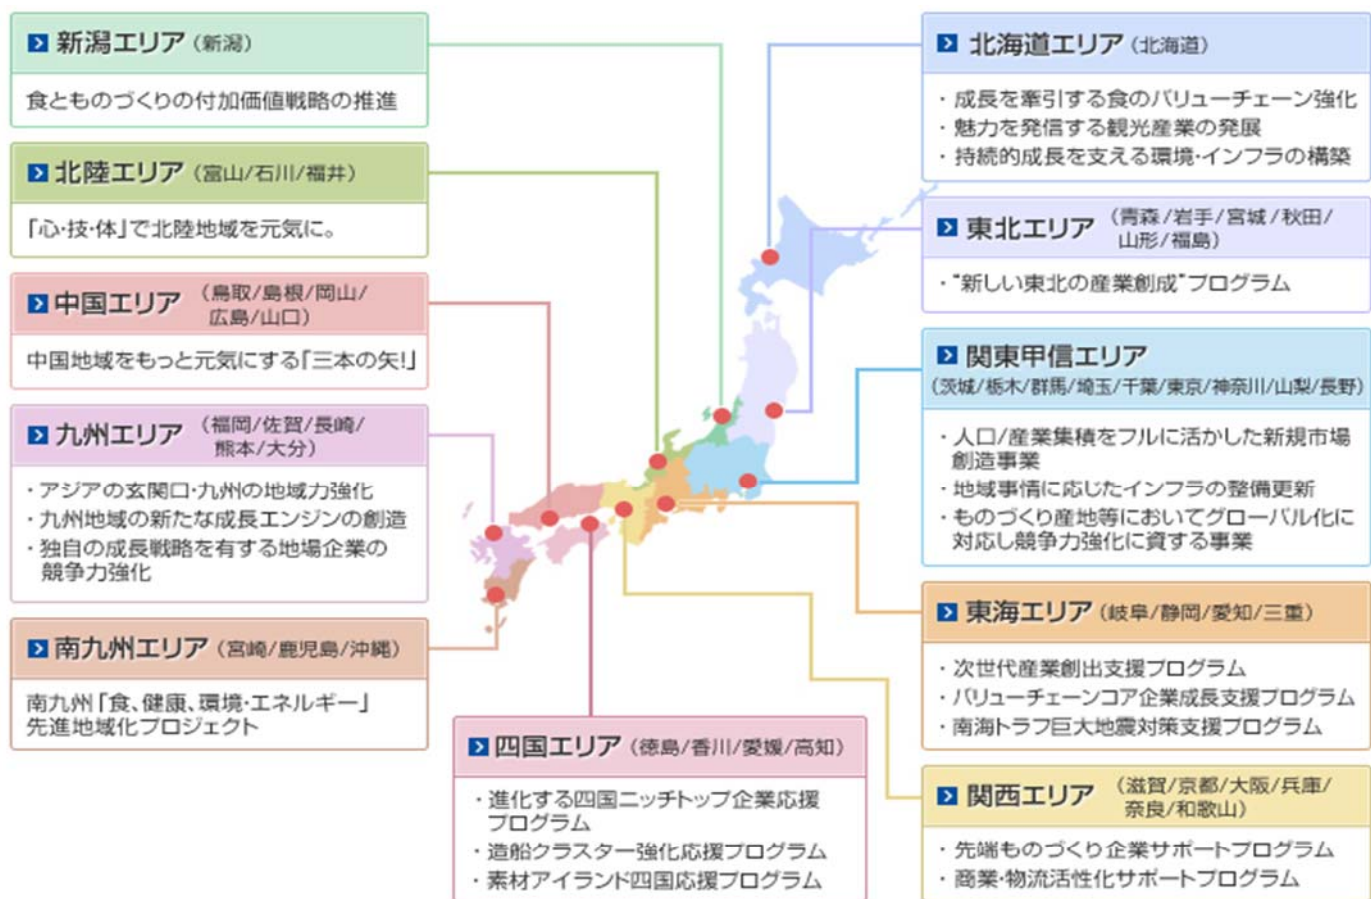 新潟エリア（新潟）
食とものづくりの付加価値戦略の推進
北陸エリア（富山/石川/福井）
「心・技・体」で北陸地域を元気に。
中国エリア（鳥取/島根/岡山/
広島/山口）
中国地域をもっと元気にする「三本の矢!」
九州エリア（福岡/佐賀/長崎/
熊本/大分）
・アジアの玄関口・九州の地域力強化
・九州地域の新たな成長エンジンの創造
・独自の成長戦略を有する地場企業の
競争力強化
南九州エリア（宮崎/鹿児島/沖縄）
南九州「食、健康、環境・エネルギー」
先進地域化プロジェクト
四国エリア（徳島/香川/愛媛/高知）
・進化する四国ニッチトップ企業応援
プログラム
・造船クラスター強化応援プログラム
・素材アイランド四国応援プログラム
北海道エリア（北海道）
・成長を牽引する食のバリューチェーン強化
・魅力を発信する観光産業の発展
・持続的成長を支える環境・インフラの構築
東北エリア（青森/岩手/宮城/秋田/
山形/福島）
・“新しい東北の産業創成”プログラム
関東甲信エリア
（茨城/栃木/群馬/埼玉/千葉/東京/神奈川/山梨/長野）
・人口/産業集積をフルに活かした新規市場
創造事業
・地域事情に応じたインフラの整備更新
・ものづくり産地等においてグローバル化に
対応し競争力強化に資する事業
東海エリア（岐阜/静岡/愛知/三重）
・次世代産業創出支援プログラム
・バリューチェーンコア企業成長支援プログラム
・南海トラフ巨大地震対策支援プログラム
関西エリア（滋賀/京都/大阪/兵庫/
奈良/和歌山）
・先端ものづくり企業サポートプログラム
・商業・物流活性化サポートプログラム